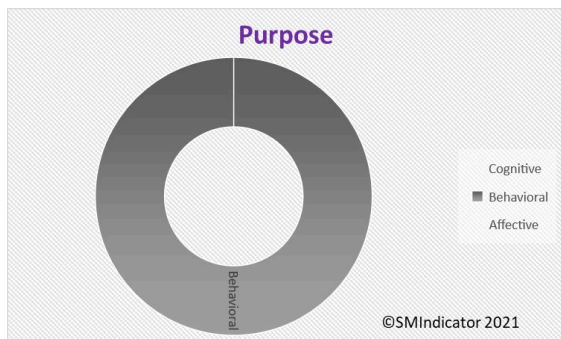 Purpose
Cognitive
Behavioral
Affective
Behavioral
©SMIndicator 2021